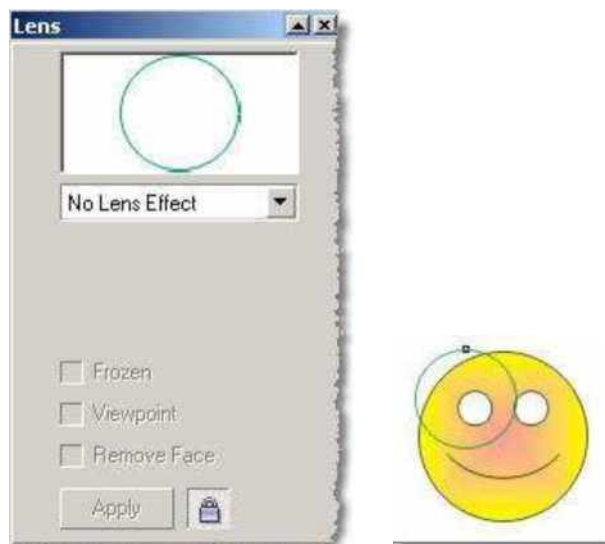 Lens
No Lens Effect
Frozen
Viewpoint
Remove Face
Apply